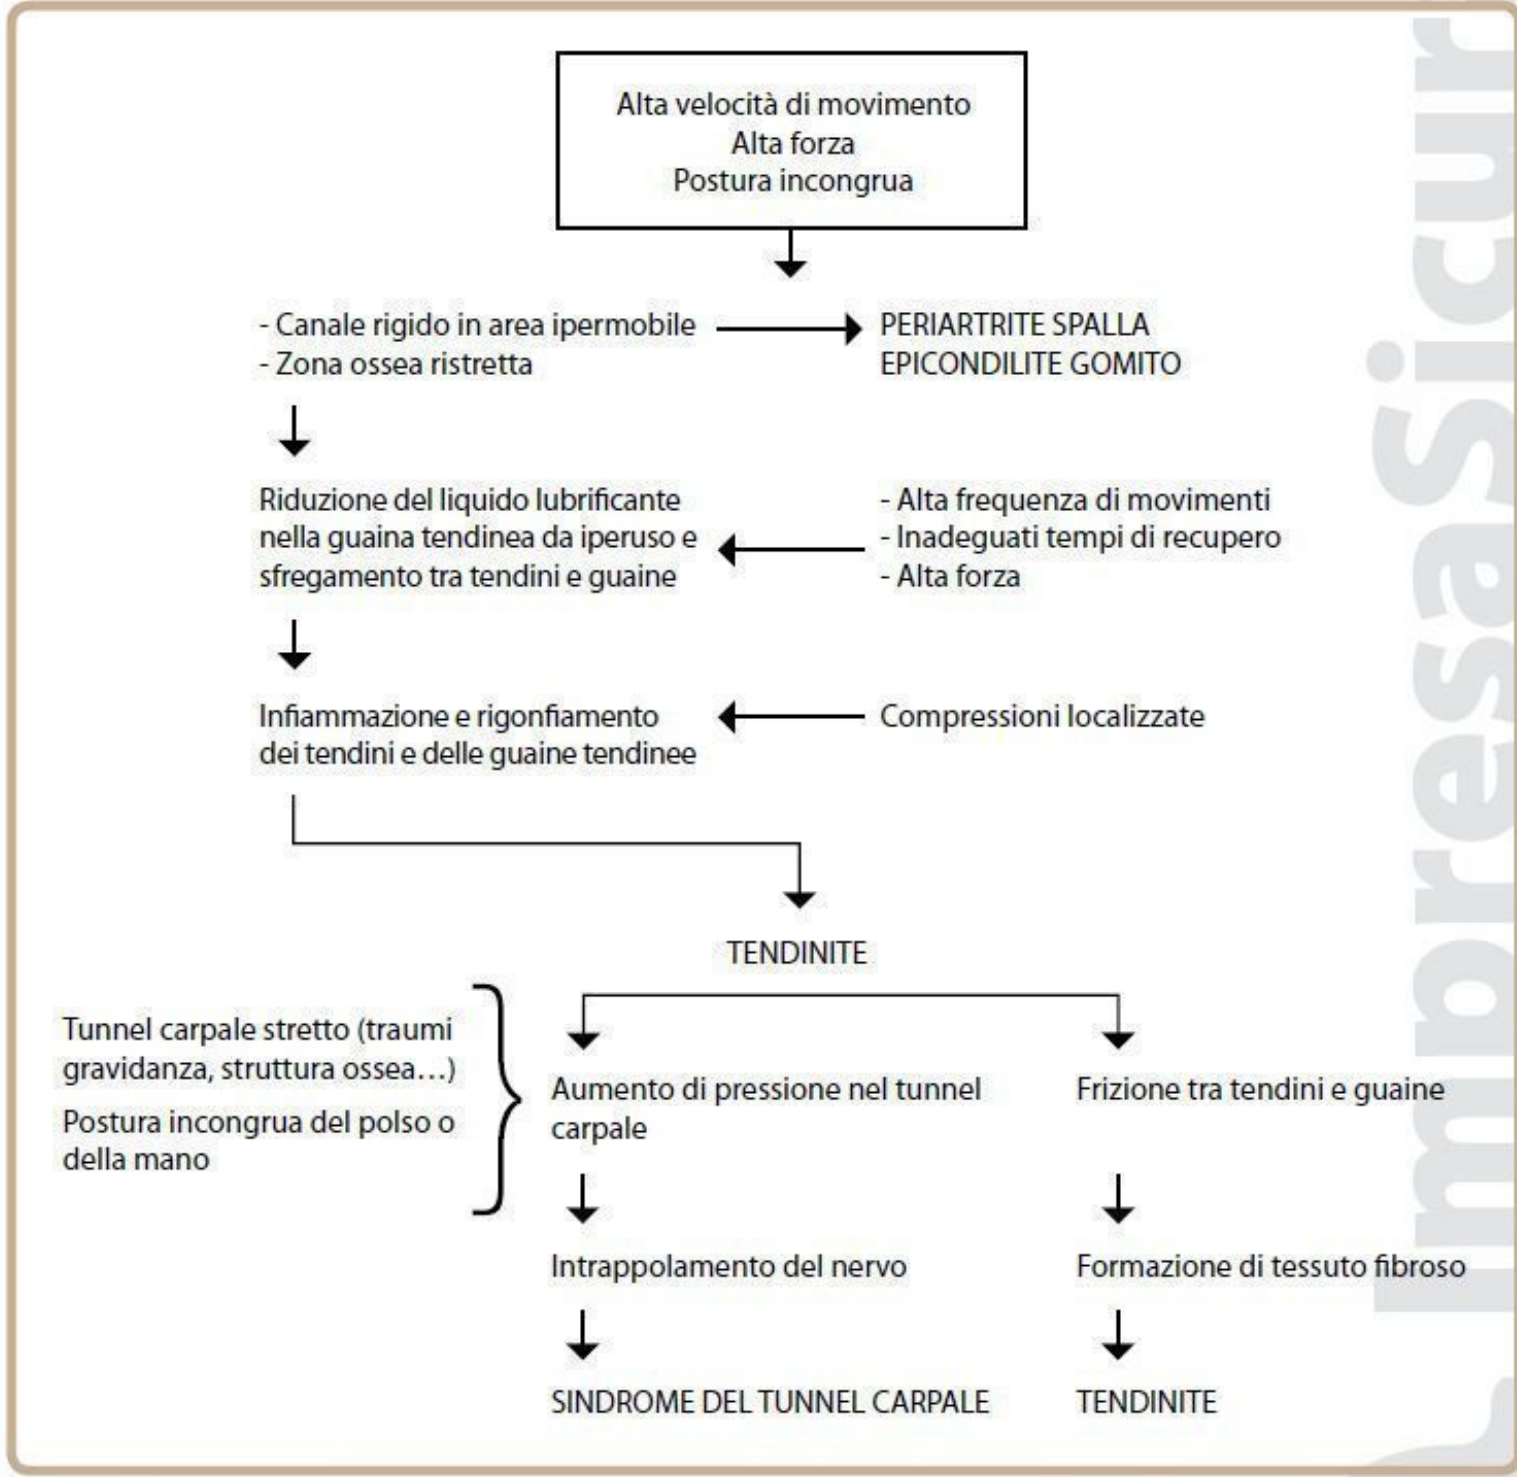 Alta velocità di movimento
Alta forza
Postura incongrua
- Canale rigido in area ipermobile
- Zona ossea ristretta
PERIARTRITE SPALLA
EPICONDILITE GOMITO
Riduzione del liquido lubrificante
nella guaina tendinea da iperuso e
sfregamento tra tendini e guaine
- Alta frequenza di movimenti
- Inadeguati tempi di recupero
- Alta forza
Infiammazione e rigonfiamento
dei tendini e delle guaine tendinee
Compressioni localizzate
TENDINITE
Tunnel carpale stretto (traumi
gravidanza, struttura ossea...)
Postura incongrua del polso o
della mano
Aumento di pressione nel tunnel
carpale
Frizione tra tendini e guaine
Intrappolamento del nervo
Formazione di tessuto fibroso
SINDROME DEL TUNNEL CARPALE
TENDINITE
ImpresaSicur